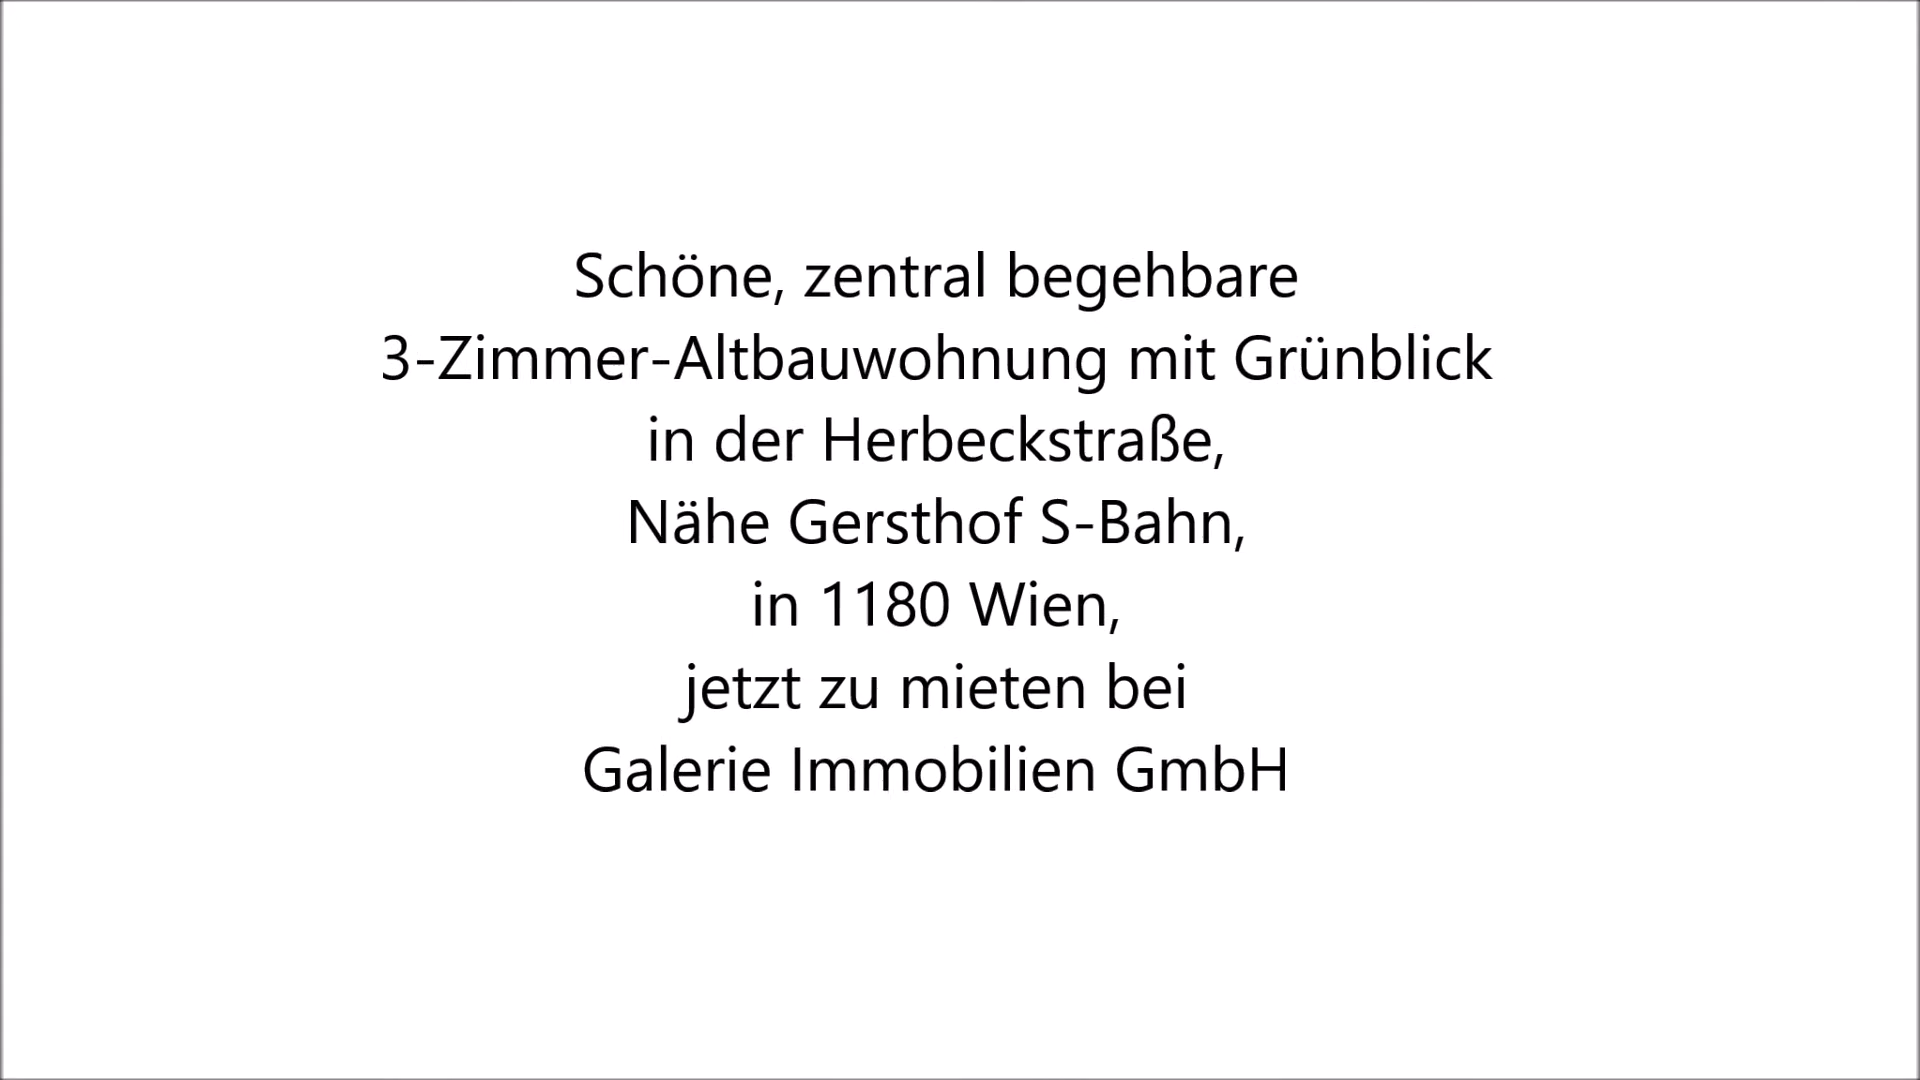 Schöne, zentral begehbare
3-Zimmer-Altbauwohnung mit Grünblick
in der Herbeckstraße,
Nähe Gersthof S-Bahn,
in 1180 Wien,
jetzt zu mieten bei
Galerie Immobilien GmbH